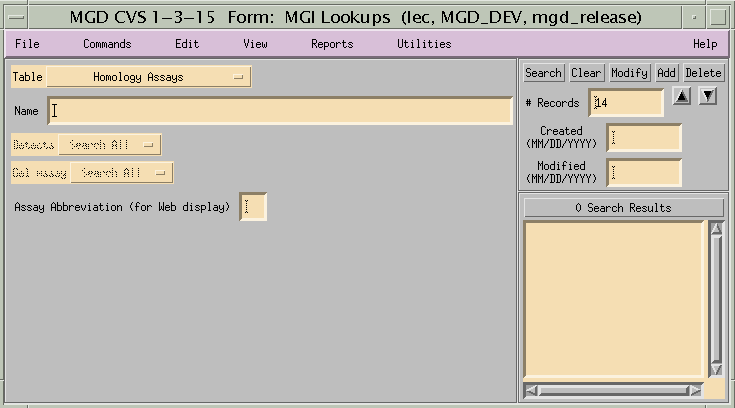 MGD CVS 1-3-15 Form: MGI Lookups (lec, MGD_DEV, mgd_release)
File Commands Edit View Reports Utilities Help
Table Homology Assays
Search Clear Modify Add Delete
Name
# Records 14
Created
(MM/DD/YYYY)
Detects Search All
Modified
(MM/DD/YYYY)
Gel Assay Search All
Assay Abbreviation (for Web display)
0 Search Results